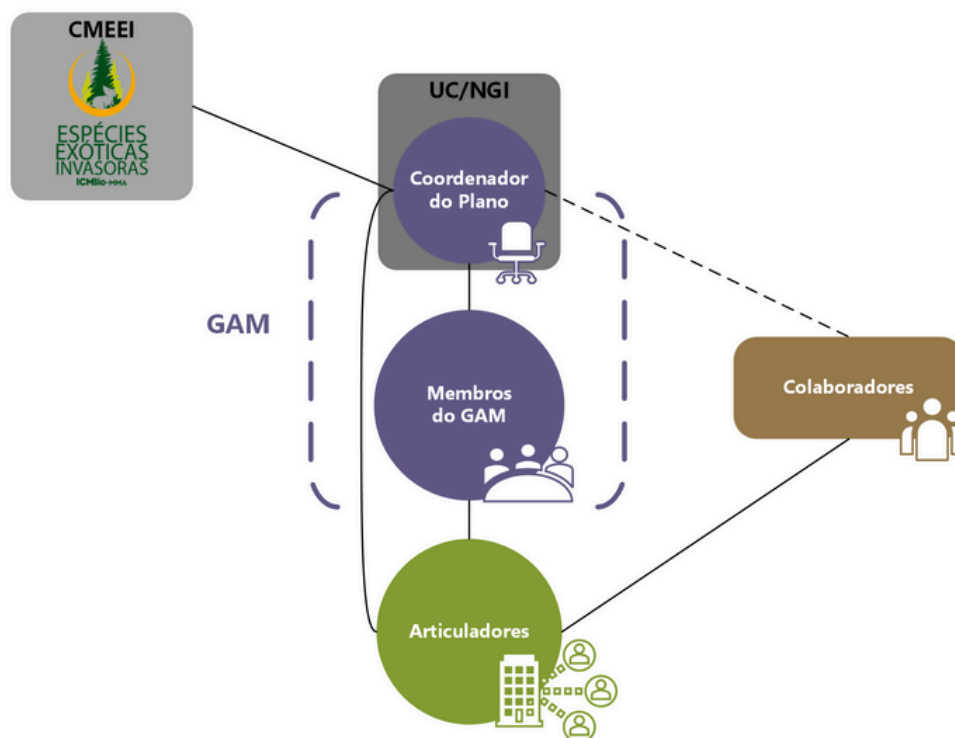 CMEEI
ESPÉCIES
EXÓTICAS
INVASORAS
ICMBio-MMA
UC/NGI
Coordenador
do Plano
GAM
Membros
do GAM
Colaboradores
Articuladores